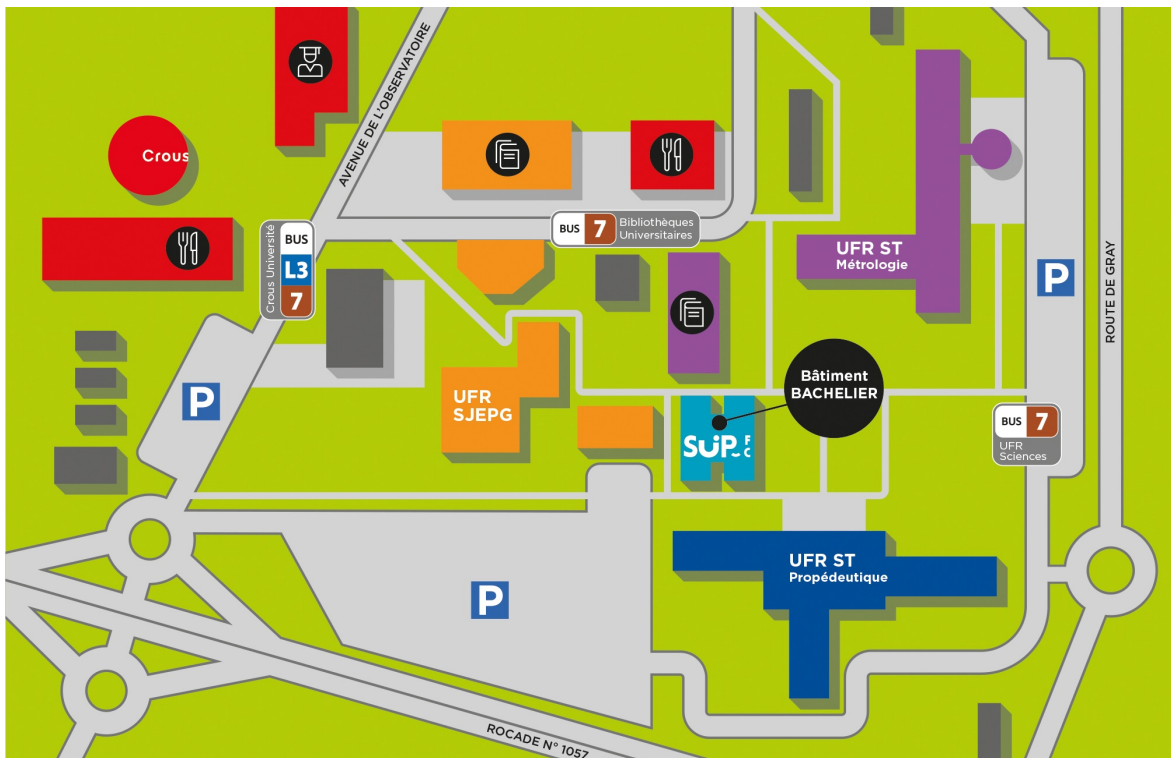 AVENUE DE L'OBSERVATOIRE
Crous
Crous Université
BUS
L3
7
BUS 7 Bibliothèques
Universitaires
UFR ST
Métrologie
P
ROUTE DE GRAY
P
UFR
SJEPG
Bâtiment
BACHELIER
SUP F
C
BUS 7
UFR
Sciences
UFR ST
Propédeutique
P
ROCADE N° 1057